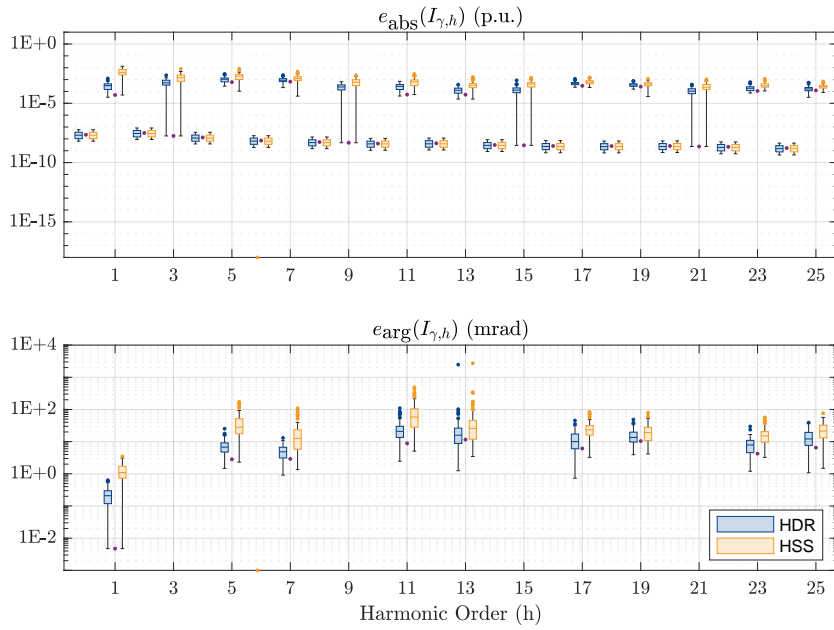 e_abs(I_γ,h) (p.u.)
1E+0
1E-5
1E-10
1E-15
1 3 5 7 9 11 13 15 17 19 21 23 25
e_arg(I_γ,h) (mrad)
1E+4
1E+2
1E+0
1E-2
HDR
HSS
1 3 5 7 9 11 13 15 17 19 21 23 25
Harmonic Order (h)